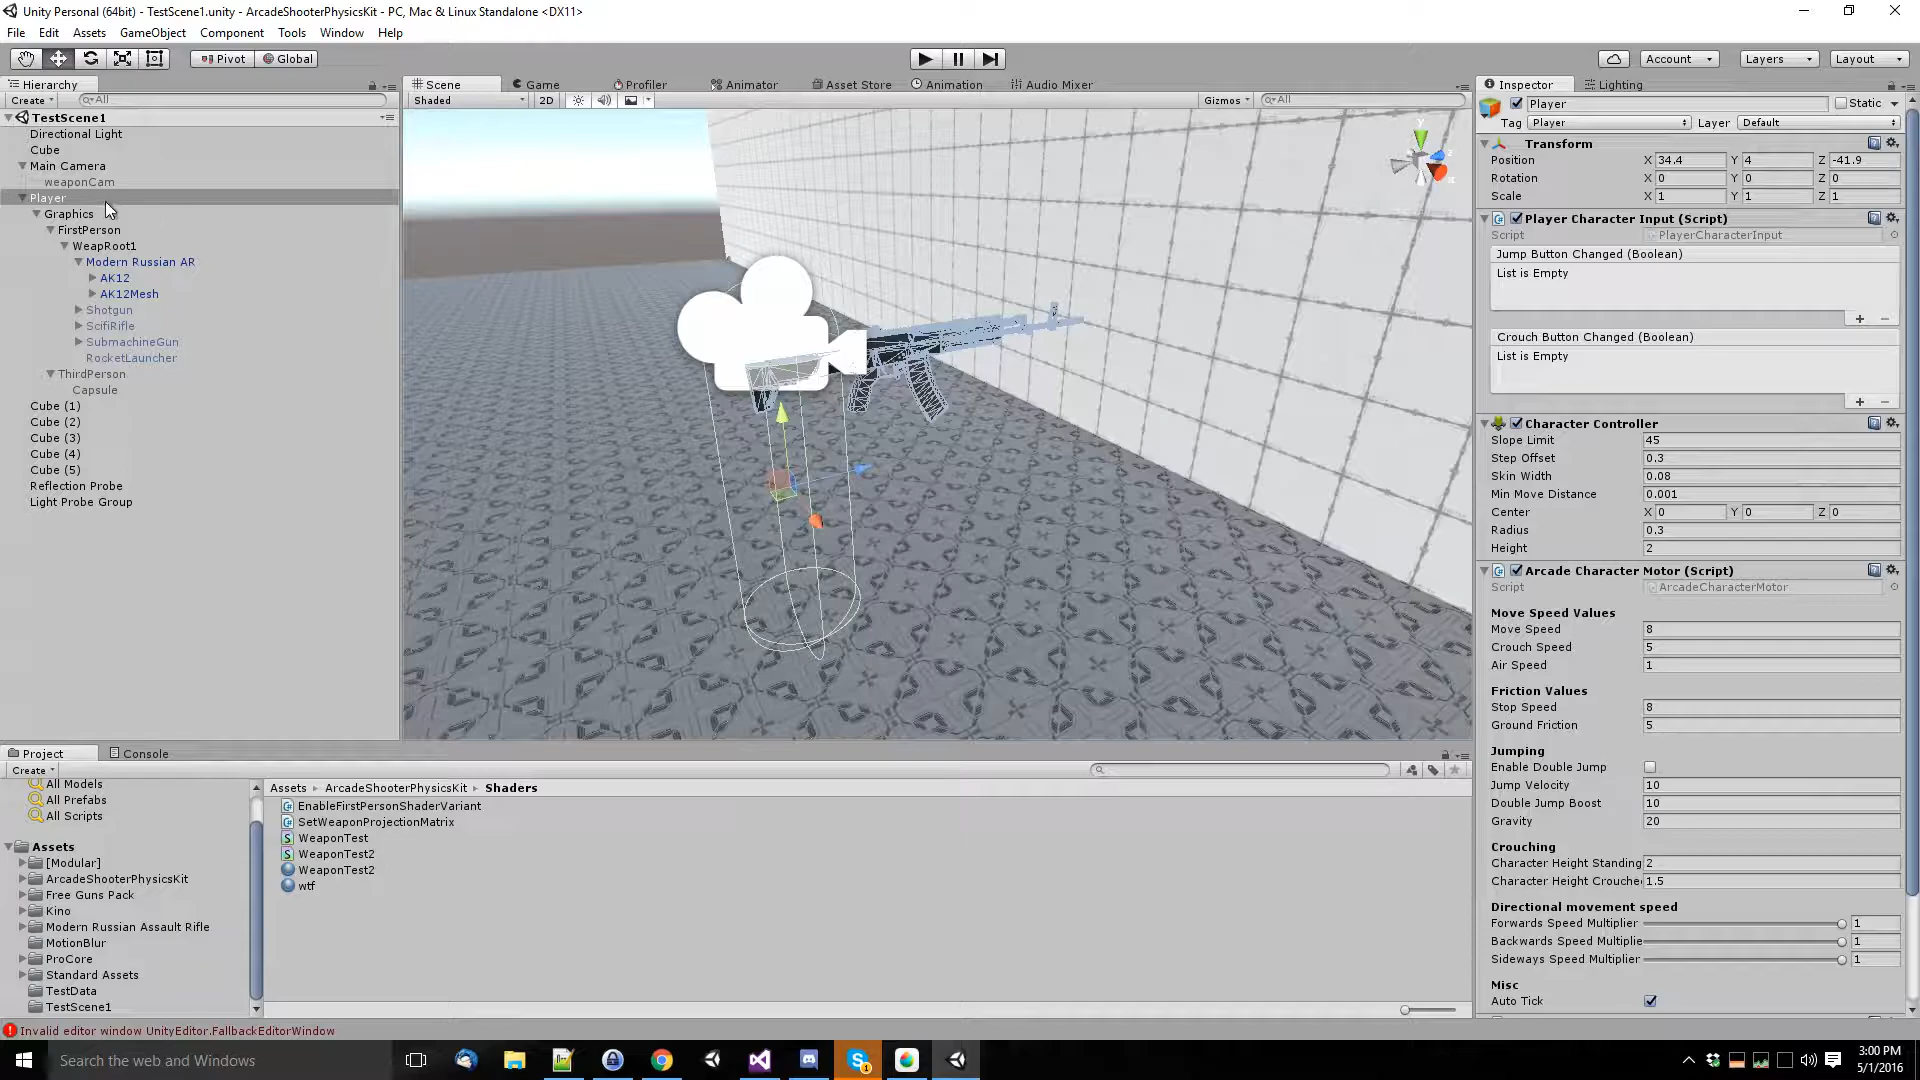 Unity Personal (64bit) - TestScene1.unity - ArcadeShooterPhysicsKit - PC, Mac & Linux Standalone <DX11>
File Edit Assets GameObject Component Tools Window Help
Pivot Global Account Layers Layout
Hierarchy
Create All
TestScene1
Directional Light
Cube
Main Camera
weaponCam
Player
Graphics
FirstPerson
WeapRoot1
Modern Russian AR
AK12
AK12Mesh
Shotgun
ScifiRifle
SubmachineGun
RocketLauncher
ThirdPerson
Capsule
Cube (1)
Cube (2)
Cube (3)
Cube (4)
Cube (5)
Reflection Probe
Light Probe Group
Scene Game Profiler Animator Asset Store Animation Audio Mixer
Shaded 2D Gizmos All
y
Inspector Lighting
Player Static
Tag Player Layer Default
Transform
Position X 34.4 Y 4 Z -41.9
Rotation X 0 Y 0 Z 0
Scale X 1 Y 1 Z 1
Player Character Input (Script)
Script PlayerCharacterInput
Jump Button Changed (Boolean)
List is Empty
Crouch Button Changed (Boolean)
List is Empty
Character Controller
Slope Limit 45
Step Offset 0.3
Skin Width 0.08
Min Move Distance 0.001
Center X 0 Y 0 Z 0
Radius 0.3
Height 2
Arcade Character Motor (Script)
Script ArcadeCharacterMotor
Move Speed Values
Move Speed 8
Crouch Speed 5
Air Speed 1
Friction Values
Stop Speed 8
Ground Friction 5
Jumping
Enable Double Jump
Jump Velocity 10
Double Jump Boost 10
Gravity 20
Crouching
Character Height Standing 2
Character Height Crouche 1.5
Directional movement speed
Forwards Speed Multiplier 1
Backwards Speed Multiplie 1
Sideways Speed Multiplier 1
Misc
Auto Tick
Project Console
Create
All Models
All Prefabs
All Scripts
Assets
[Modular]
ArcadeShooterPhysicsKit
Free Guns Pack
Kino
Modern Russian Assault Rifle
MotionBlur
ProCore
Standard Assets
TestData
TestScene1
Assets ArcadeShooterPhysicsKit Shaders
EnableFirstPersonShaderVariant
SetWeaponProjectionMatrix
WeaponTest
WeaponTest2
WeaponTest2
wtf
Invalid editor window UnityEditor.FallbackEditorWindow
Search the web and Windows
3:00 PM
5/1/2016